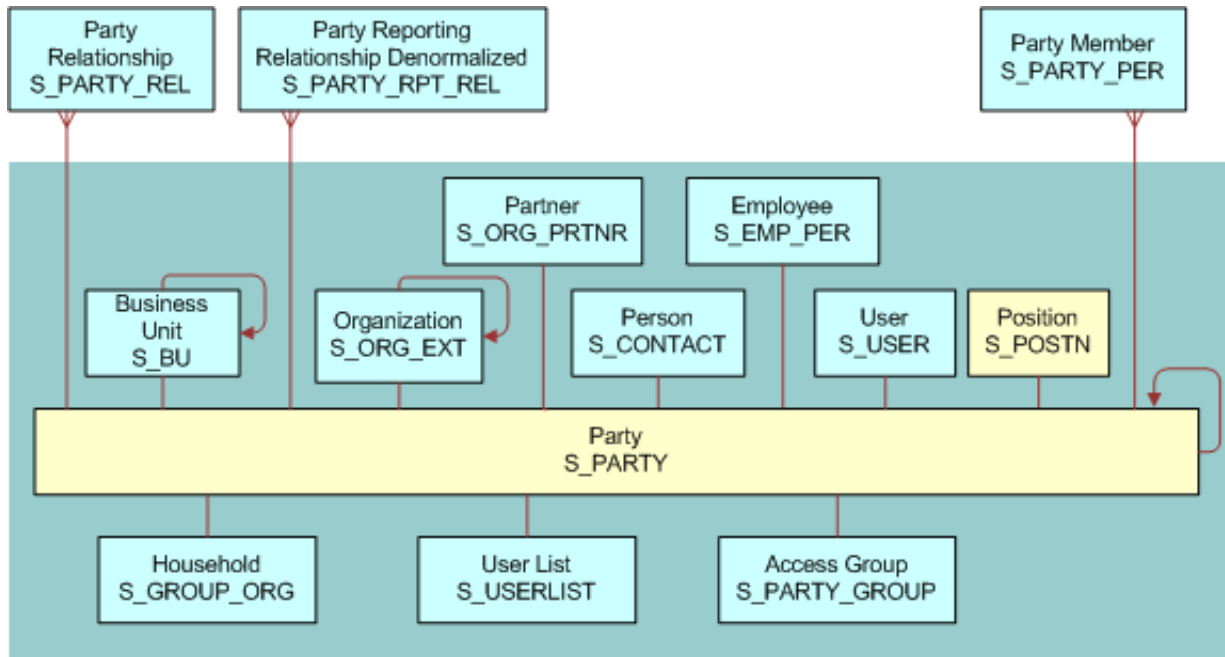 Party
Relationship
S_PARTY_REL
Party Reporting
Relationship Denormalized
S_PARTY_RPT_REL
Party Member
S_PARTY_PER
Partner
S_ORG_PRTNR
Employee
S_EMP_PER
Business
Unit
S_BU
Organization
S_ORG_EXT
Person
S_CONTACT
User
S_USER
Position
S_POSTN
Party
S_PARTY
Household
S_GROUP_ORG
User List
S_USERLIST
Access Group
S_PARTY_GROUP